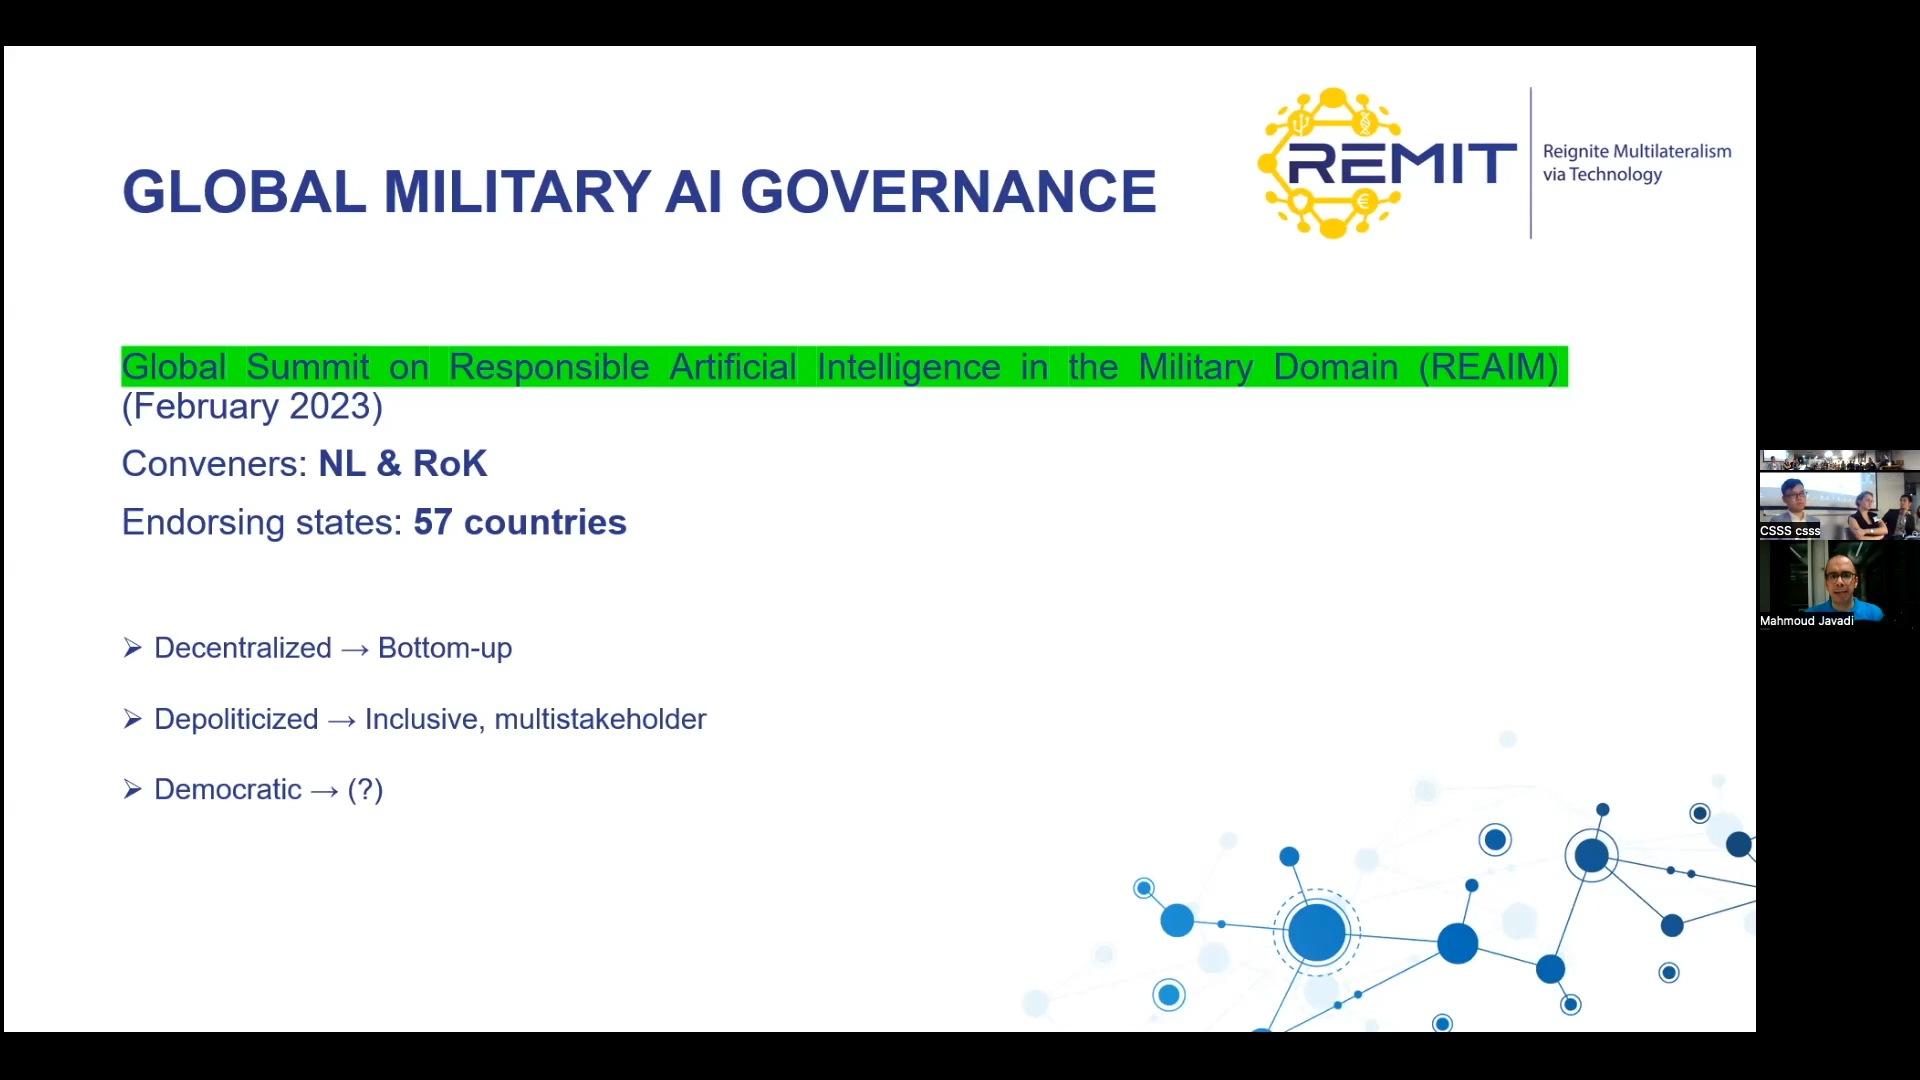 GLOBAL MILITARY AI GOVERNANCE
REMIT
Reignite Multilateralism
via Technology
Global Summit on Responsible Artificial Intelligence in the Military Domain (REAIM)
(February 2023)
Conveners: NL & RoK
Endorsing states: 57 countries
➢ Decentralized → Bottom-up
➢ Depoliticized → Inclusive, multistakeholder
➢ Democratic → (?)
CSSS csss
Mahmoud Javadi